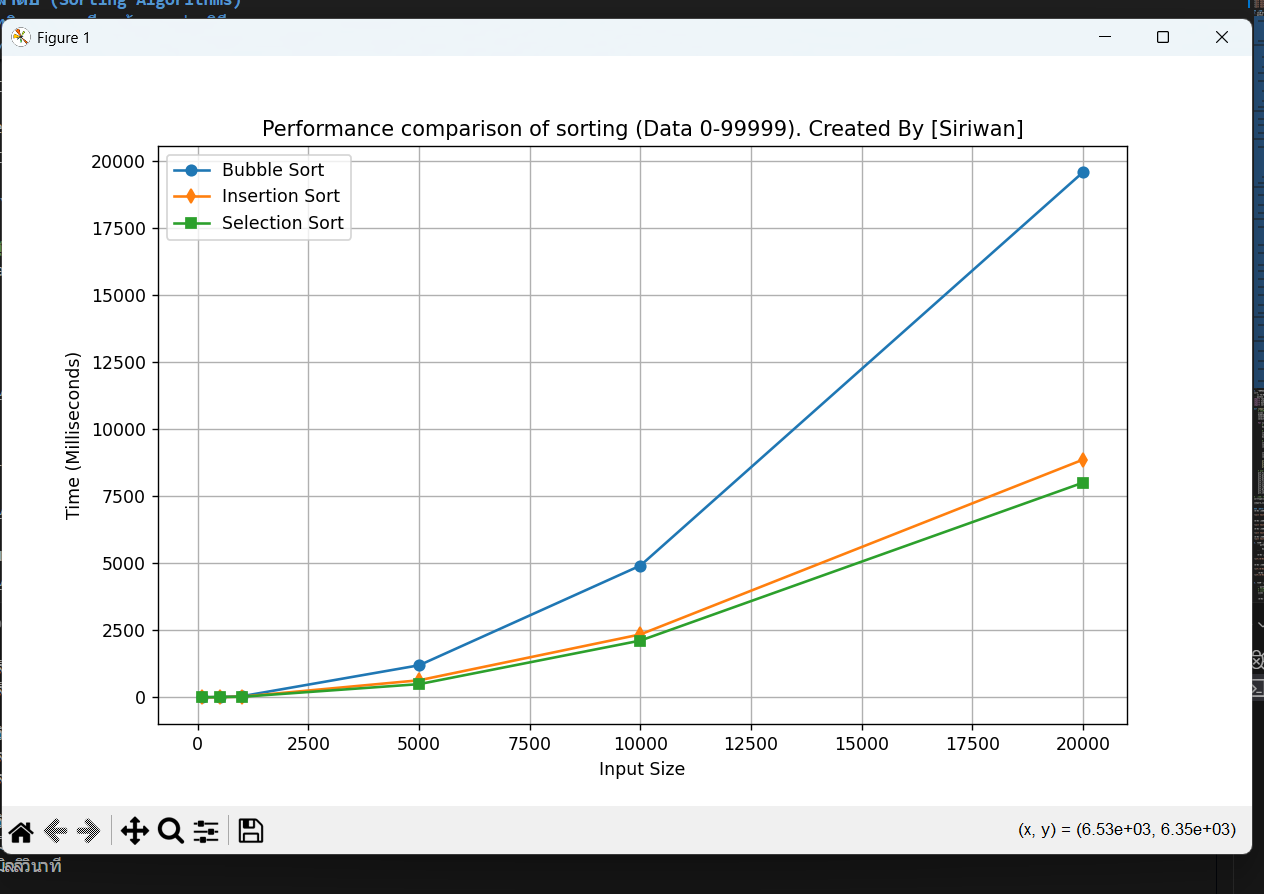 (Sorting Algorithms)
Figure 1
Performance comparison of sorting (Data 0-99999). Created By [Siriwan]
Bubble Sort
Insertion Sort
Selection Sort
Time (Milliseconds)
20000
17500
15000
12500
10000
7500
5000
2500
0
0 2500 5000 7500 10000 12500 15000 17500 20000
Input Size
(x, y) = (6.53e+03, 6.35e+03)